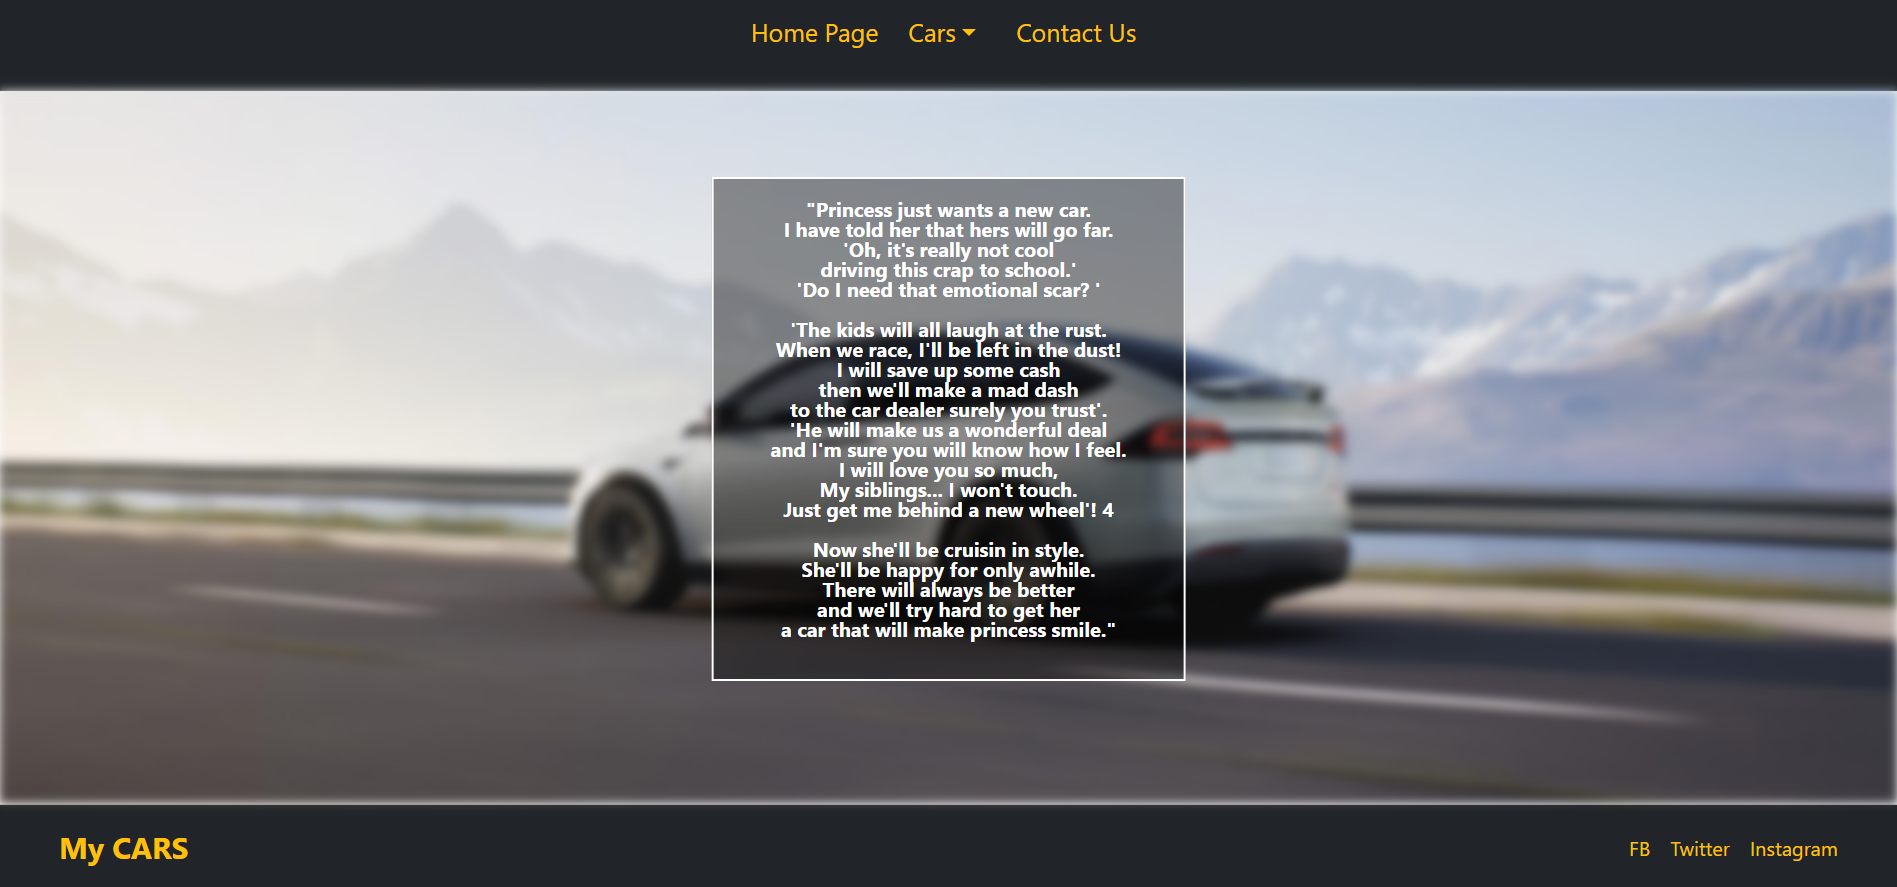 Home Page Cars Contact Us
"Princess just wants a new car.
I have told her that hers will go far.
'Oh, it's really not cool
driving this crap to school.'
'Do I need that emotional scar? '
'The kids will all laugh at the rust.
When we race, I'll be left in the dust!
I will save up some cash
then we'll make a mad dash
to the car dealer surely you trust'.
'He will make us a wonderful deal
and I'm sure you will know how I feel.
I will love you so much,
My siblings... I won't touch.
Just get me behind a new wheel'! 4
Now she'll be cruisin in style.
She'll be happy for only awhile.
There will always be better
and we'll try hard to get her
a car that will make princess smile."
My CARS
FB Twitter Instagram